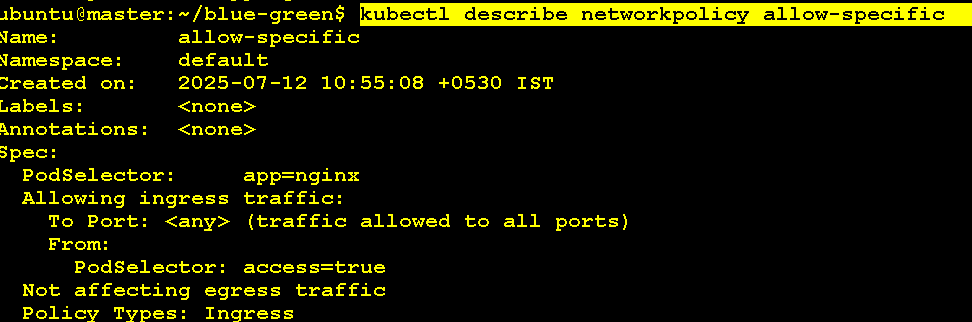 ubuntu@master:~/blue-green$ kubectl describe networkpolicy allow-specific
Name:         allow-specific
Namespace:    default
Created on:   2025-07-12 10:55:08 +0530 IST
Labels:       <none>
Annotations:  <none>
Spec:
  PodSelector:     app=nginx
  Allowing ingress traffic:
    To Port: <any> (traffic allowed to all ports)
    From:
      PodSelector: access=true
  Not affecting egress traffic
  Policy Types: Ingress